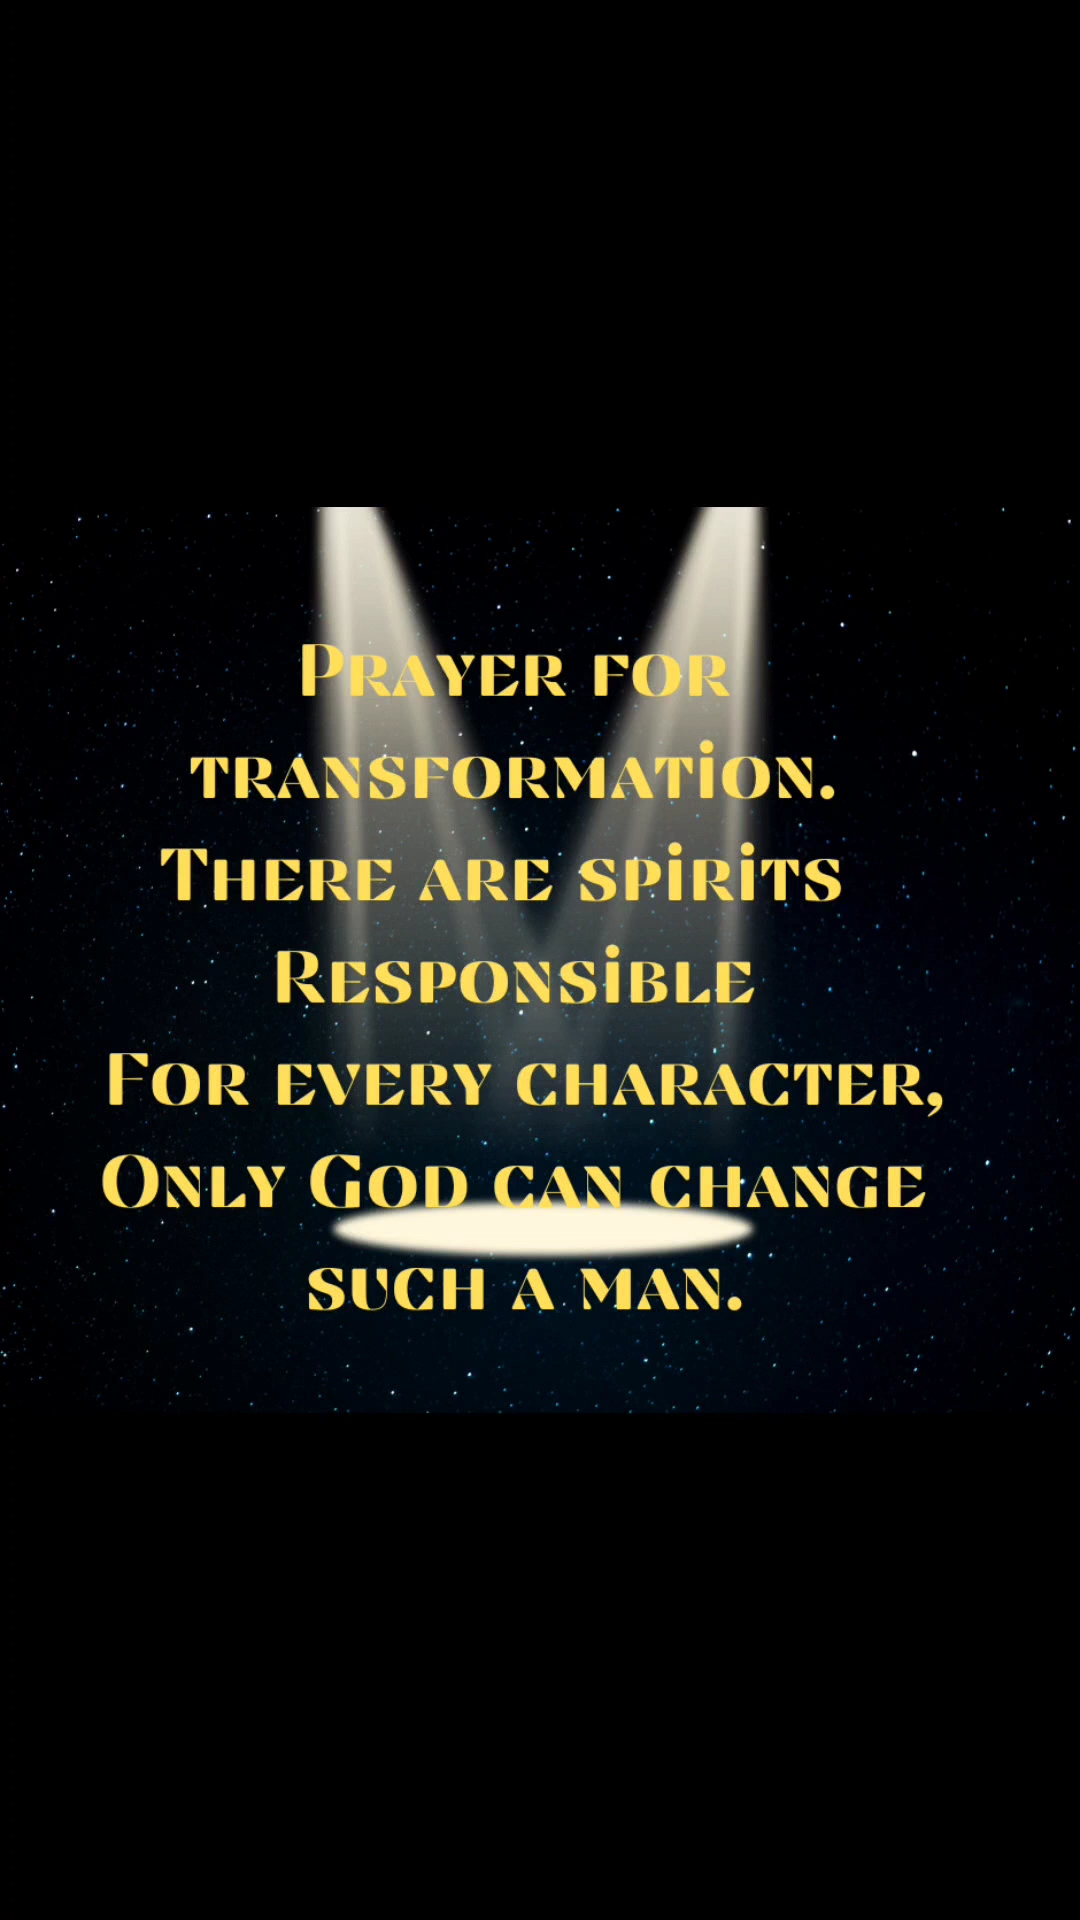 Prayer for
transformation.
There are spirits
Responsible
For every character,
Only God can change
such a man.